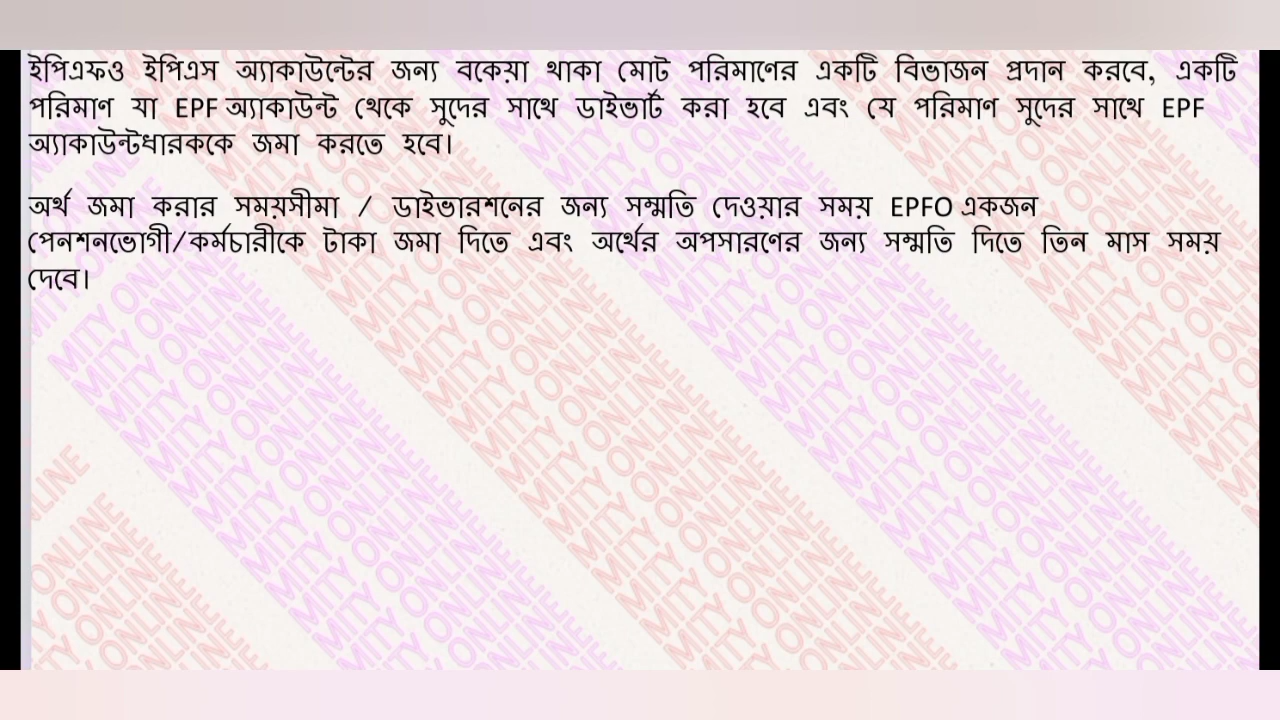 ইপিএফও ইপিএস অ্যাকাউন্টের জন্য বকেয়া থাকা মোট পরিমাণের একটি বিভাজন প্রদান করবে, একটি
পরিমাণ যা EPF অ্যাকাউন্ট থেকে সুদের সাথে ডাইভার্ট করা হবে এবং যে পরিমাণ সুদের সাথে EPF
অ্যাকাউন্টধারককে জমা করতে হবে।
অর্থ জমা করার সময়সীমা / ডাইভারশনের জন্য সম্মতি দেওয়ার সময় EPFO একজন
পেনশনভোগী/কর্মচারীকে টাকা জমা দিতে এবং অর্থের অপসারণের জন্য সম্মতি দিতে তিন মাস সময়
দেবে।